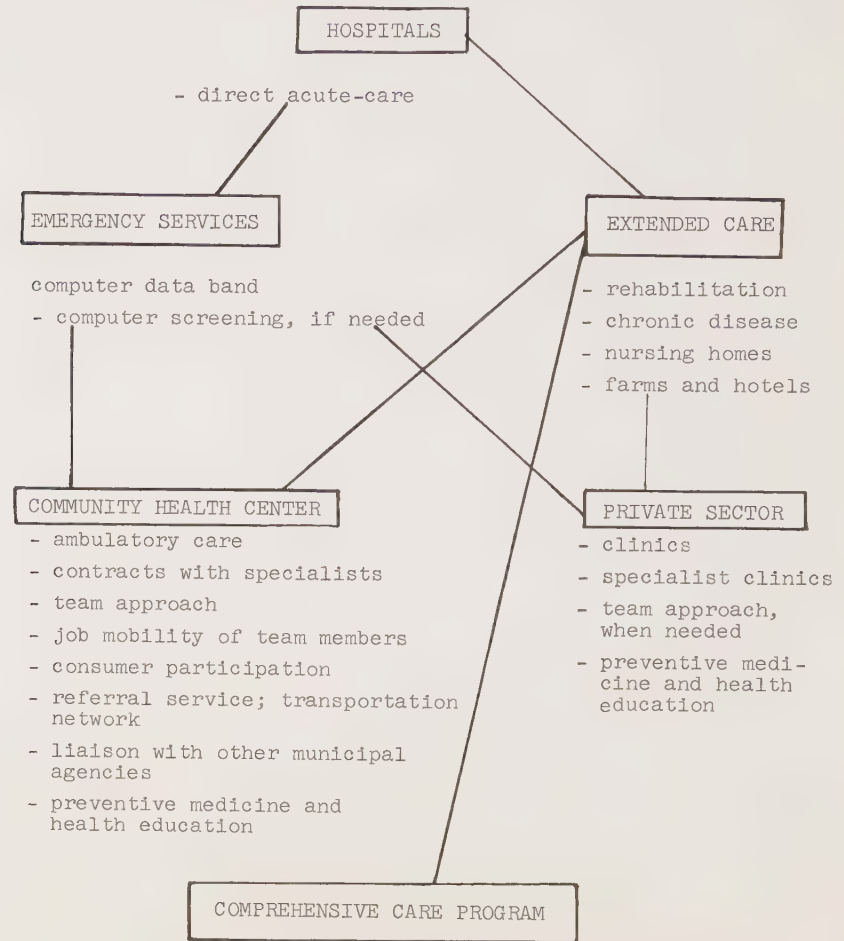 HOSPITALS
- direct acute-care
EMERGENCY SERVICES
EXTENDED CARE
computer data band
- computer screening, if needed
- rehabilitation
- chronic disease
- nursing homes
- farms and hotels
COMMUNITY HEALTH CENTER
- ambulatory care
- contracts with specialists
- team approach
- job mobility of team members
- consumer participation
- referral service; transportation
network
- liaison with other municipal
agencies
- preventive medicine and
health education
PRIVATE SECTOR
- clinics
- specialist clinics
- team approach,
when needed
- preventive medi-
cine and health
education
COMPREHENSIVE CARE PROGRAM